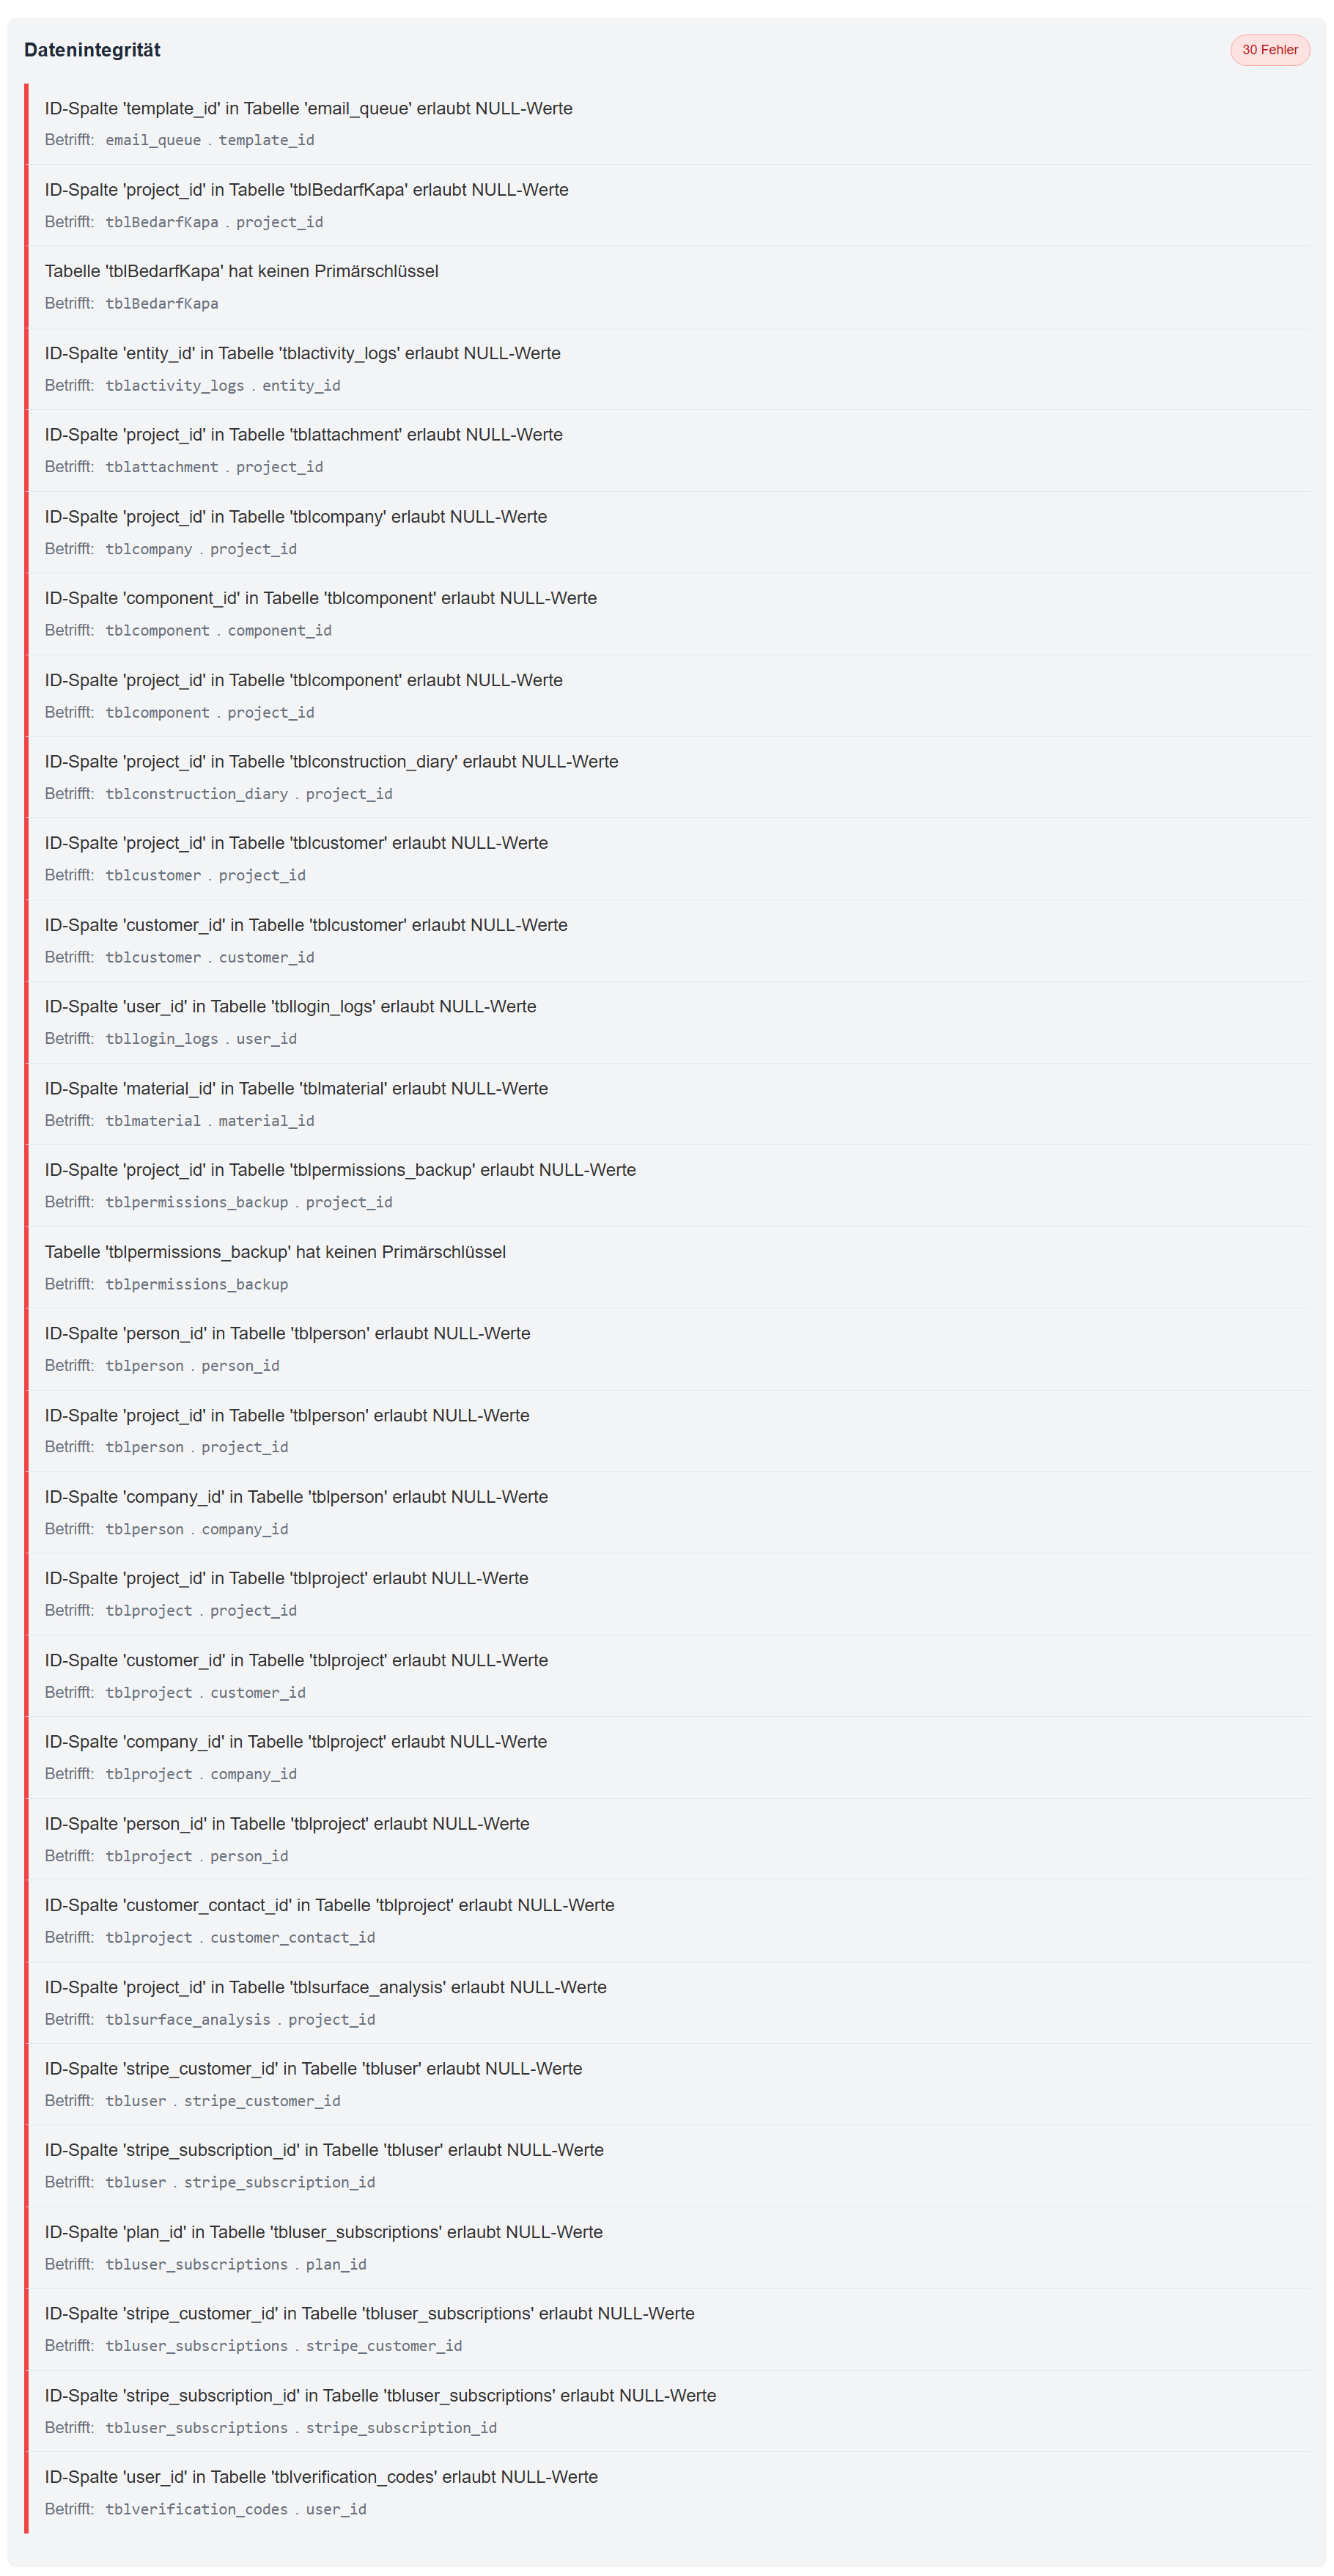 Datenintegrität
30 Fehler
ID-Spalte 'template_id' in Tabelle 'email_queue' erlaubt NULL-Werte
Betrifft: email_queue . template_id
ID-Spalte 'project_id' in Tabelle 'tblBedarfKapa' erlaubt NULL-Werte
Betrifft: tblBedarfKapa . project_id
Tabelle 'tblBedarfKapa' hat keinen Primärschlüssel
Betrifft: tblBedarfKapa
ID-Spalte 'entity_id' in Tabelle 'tblactivity_logs' erlaubt NULL-Werte
Betrifft: tblactivity_logs . entity_id
ID-Spalte 'project_id' in Tabelle 'tblattachment' erlaubt NULL-Werte
Betrifft: tblattachment . project_id
ID-Spalte 'project_id' in Tabelle 'tblcompany' erlaubt NULL-Werte
Betrifft: tblcompany . project_id
ID-Spalte 'component_id' in Tabelle 'tblcomponent' erlaubt NULL-Werte
Betrifft: tblcomponent . component_id
ID-Spalte 'project_id' in Tabelle 'tblcomponent' erlaubt NULL-Werte
Betrifft: tblcomponent . project_id
ID-Spalte 'project_id' in Tabelle 'tblconstruction_diary' erlaubt NULL-Werte
Betrifft: tblconstruction_diary . project_id
ID-Spalte 'project_id' in Tabelle 'tblcustomer' erlaubt NULL-Werte
Betrifft: tblcustomer . project_id
ID-Spalte 'customer_id' in Tabelle 'tblcustomer' erlaubt NULL-Werte
Betrifft: tblcustomer . customer_id
ID-Spalte 'user_id' in Tabelle 'tbllogin_logs' erlaubt NULL-Werte
Betrifft: tbllogin_logs . user_id
ID-Spalte 'material_id' in Tabelle 'tblmaterial' erlaubt NULL-Werte
Betrifft: tblmaterial . material_id
ID-Spalte 'project_id' in Tabelle 'tblpermissions_backup' erlaubt NULL-Werte
Betrifft: tblpermissions_backup . project_id
Tabelle 'tblpermissions_backup' hat keinen Primärschlüssel
Betrifft: tblpermissions_backup
ID-Spalte 'person_id' in Tabelle 'tblperson' erlaubt NULL-Werte
Betrifft: tblperson . person_id
ID-Spalte 'project_id' in Tabelle 'tblperson' erlaubt NULL-Werte
Betrifft: tblperson . project_id
ID-Spalte 'company_id' in Tabelle 'tblperson' erlaubt NULL-Werte
Betrifft: tblperson . company_id
ID-Spalte 'project_id' in Tabelle 'tblproject' erlaubt NULL-Werte
Betrifft: tblproject . project_id
ID-Spalte 'customer_id' in Tabelle 'tblproject' erlaubt NULL-Werte
Betrifft: tblproject . customer_id
ID-Spalte 'company_id' in Tabelle 'tblproject' erlaubt NULL-Werte
Betrifft: tblproject . company_id
ID-Spalte 'person_id' in Tabelle 'tblproject' erlaubt NULL-Werte
Betrifft: tblproject . person_id
ID-Spalte 'customer_contact_id' in Tabelle 'tblproject' erlaubt NULL-Werte
Betrifft: tblproject . customer_contact_id
ID-Spalte 'project_id' in Tabelle 'tblsurface_analysis' erlaubt NULL-Werte
Betrifft: tblsurface_analysis . project_id
ID-Spalte 'stripe_customer_id' in Tabelle 'tbluser' erlaubt NULL-Werte
Betrifft: tbluser . stripe_customer_id
ID-Spalte 'stripe_subscription_id' in Tabelle 'tbluser' erlaubt NULL-Werte
Betrifft: tbluser . stripe_subscription_id
ID-Spalte 'plan_id' in Tabelle 'tbluser_subscriptions' erlaubt NULL-Werte
Betrifft: tbluser_subscriptions . plan_id
ID-Spalte 'stripe_customer_id' in Tabelle 'tbluser_subscriptions' erlaubt NULL-Werte
Betrifft: tbluser_subscriptions . stripe_customer_id
ID-Spalte 'stripe_subscription_id' in Tabelle 'tbluser_subscriptions' erlaubt NULL-Werte
Betrifft: tbluser_subscriptions . stripe_subscription_id
ID-Spalte 'user_id' in Tabelle 'tblverification_codes' erlaubt NULL-Werte
Betrifft: tblverification_codes . user_id